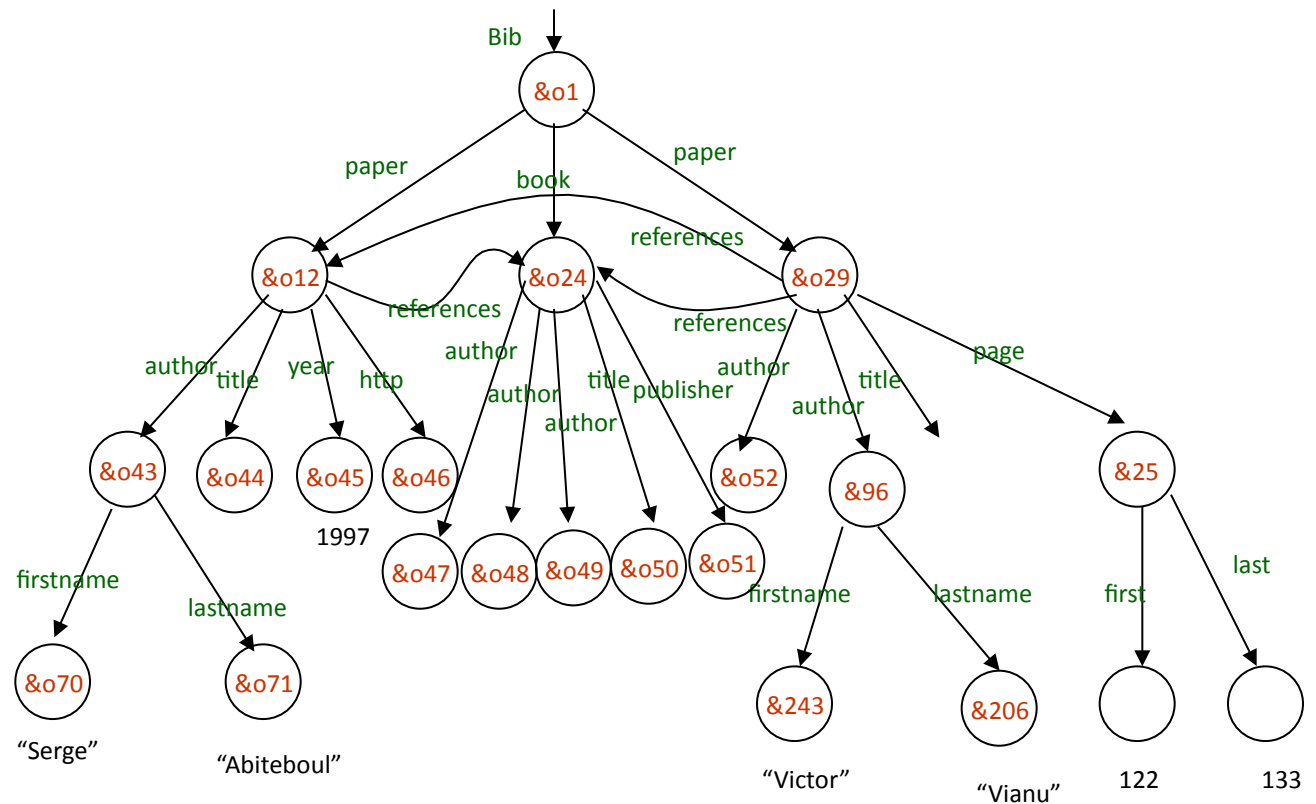 Bib
&o1
paper
paper
book
references
&o12
&o24
&o29
references
references
author
title
year
http
author
author
author
title
publisher
author
author
title
page
&o43
&o44
&o45
&o46
1997
&o47
&o48
&o49
&o50
&o51
&o52
&96
&25
firstname
lastname
firstname
lastname
first
last
&o70
&o71
&243
&206
“Serge”
“Abiteboul”
“Victor”
“Vianu”
122
133